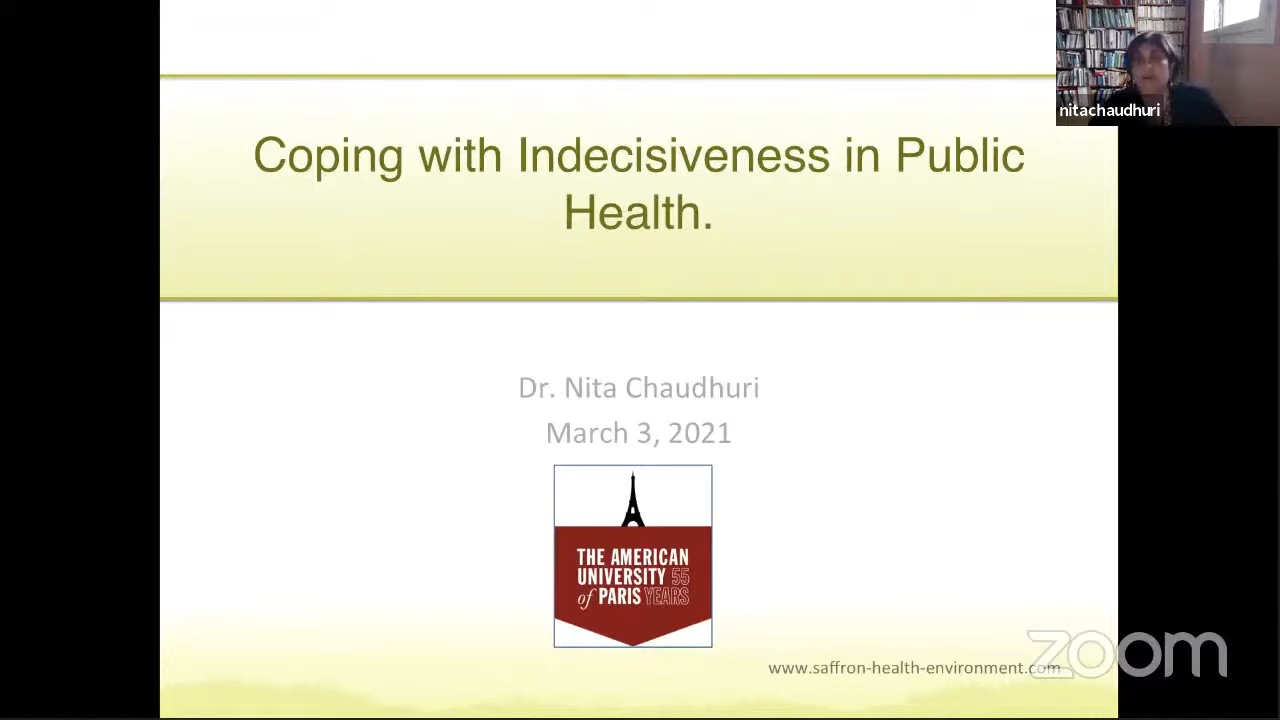 nitachaudhuri
Coping with Indecisiveness in Public
Health.
Dr. Nita Chaudhuri
March 3, 2021
THE AMERICAN
UNIVERSITY 55
of PARIS YEARS
www.saffron-health-environment.com
zoom